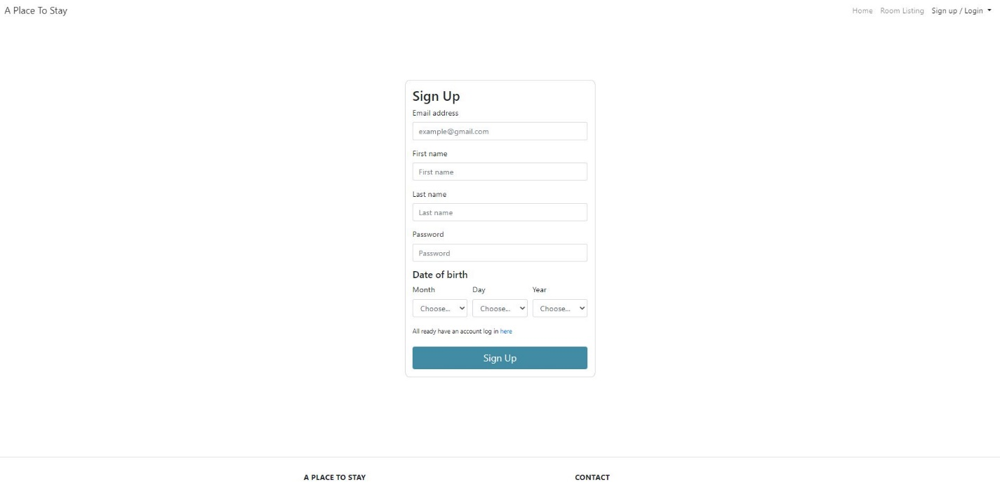 A Place To Stay Home Room Listing Sign up / Login
Sign Up
Email address
example@gmail.com
First name
First name
Last name
Last name
Password
Password
Date of birth
Month Day Year
Choose... Choose... Choose...
All ready have an account log in here
Sign Up
A PLACE TO STAY CONTACT